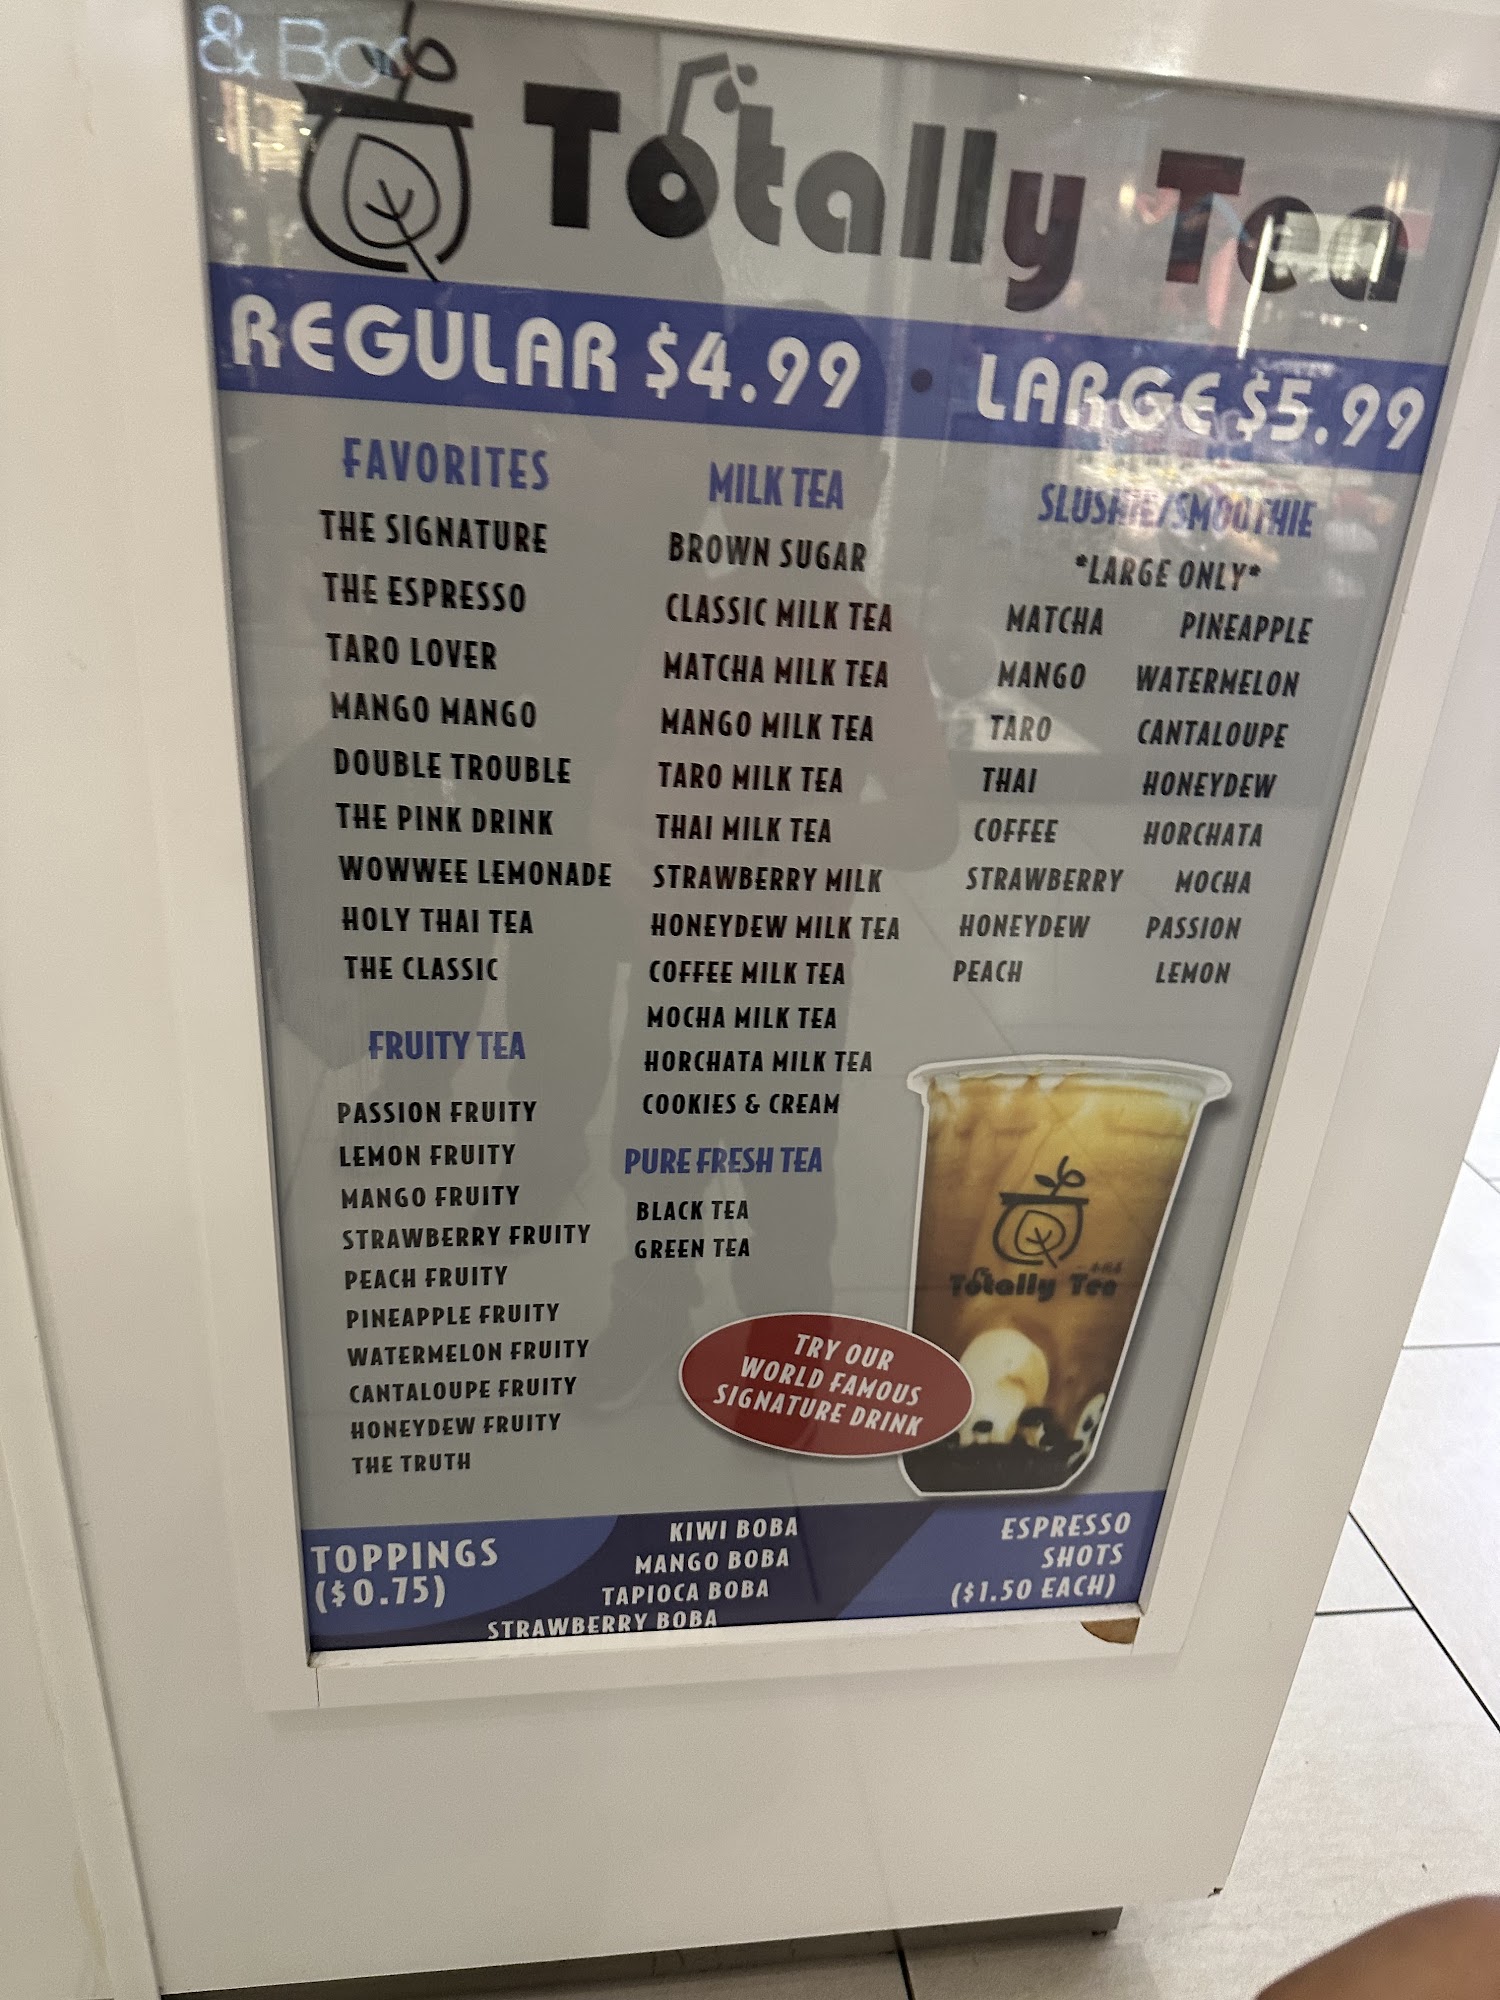 & Bo
Totally Tea
REGULAR $4.99 • LARGE $5.99
FAVORITES
THE SIGNATURE
THE ESPRESSO
TARO LOVER
MANGO MANGO
DOUBLE TROUBLE
THE PINK DRINK
WOWWEE LEMONADE
HOLY THAI TEA
THE CLASSIC
FRUITY TEA
PASSION FRUITY
LEMON FRUITY
MANGO FRUITY
STRAWBERRY FRUITY
PEACH FRUITY
PINEAPPLE FRUITY
WATERMELON FRUITY
CANTALOUPE FRUITY
HONEYDEW FRUITY
THE TRUTH
MILK TEA
BROWN SUGAR
CLASSIC MILK TEA
MATCHA MILK TEA
MANGO MILK TEA
TARO MILK TEA
THAI MILK TEA
STRAWBERRY MILK
HONEYDEW MILK TEA
COFFEE MILK TEA
MOCHA MILK TEA
HORCHATA MILK TEA
COOKIES & CREAM
PURE FRESH TEA
BLACK TEA
GREEN TEA
SLUSHIE/SMOOTHIE
*LARGE ONLY*
MATCHA PINEAPPLE
MANGO WATERMELON
TARO CANTALOUPE
THAI HONEYDEW
COFFEE HORCHATA
STRAWBERRY MOCHA
HONEYDEW PASSION
PEACH LEMON
Totally Tea
TRY OUR
WORLD FAMOUS
SIGNATURE DRINK
TOPPINGS
($0.75)
KIWI BOBA
MANGO BOBA
TAPIOCA BOBA
STRAWBERRY BOBA
ESPRESSO
SHOTS
($1.50 EACH)